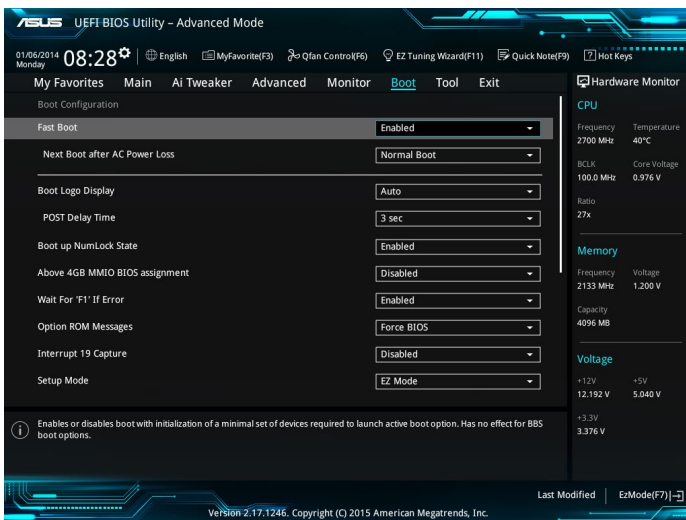 ASUS UEFI BIOS Utility – Advanced Mode
01/06/2014
Monday
08:28
English
MyFavorite(F3)
Qfan Control(F6)
EZ Tuning Wizard(F11)
Quick Note(F9)
? Hot Keys
My Favorites Main Ai Tweaker Advanced Monitor Boot Tool Exit
Boot Configuration
Fast Boot Enabled
Next Boot after AC Power Loss Normal Boot
Boot Logo Display Auto
POST Delay Time 3 sec
Boot up NumLock State Enabled
Above 4GB MMIO BIOS assignment Disabled
Wait For 'F1' If Error Enabled
Option ROM Messages Force BIOS
Interrupt 19 Capture Disabled
Setup Mode EZ Mode
i Enables or disables boot with initialization of a minimal set of devices required to launch active boot option. Has no effect for BBS
boot options.
Hardware Monitor
CPU
Frequency Temperature
2700 MHz 40°C
BCLK Core Voltage
100.0 MHz 0.976 V
Ratio
27x
Memory
Frequency Voltage
2133 MHz 1.200 V
Capacity
4096 MB
Voltage
+12V +5V
12.192 V 5.040 V
+3.3V
3.376 V
Last Modified
EzMode(F7)
Version 2.17.1246. Copyright (C) 2015 American Megatrends, Inc.